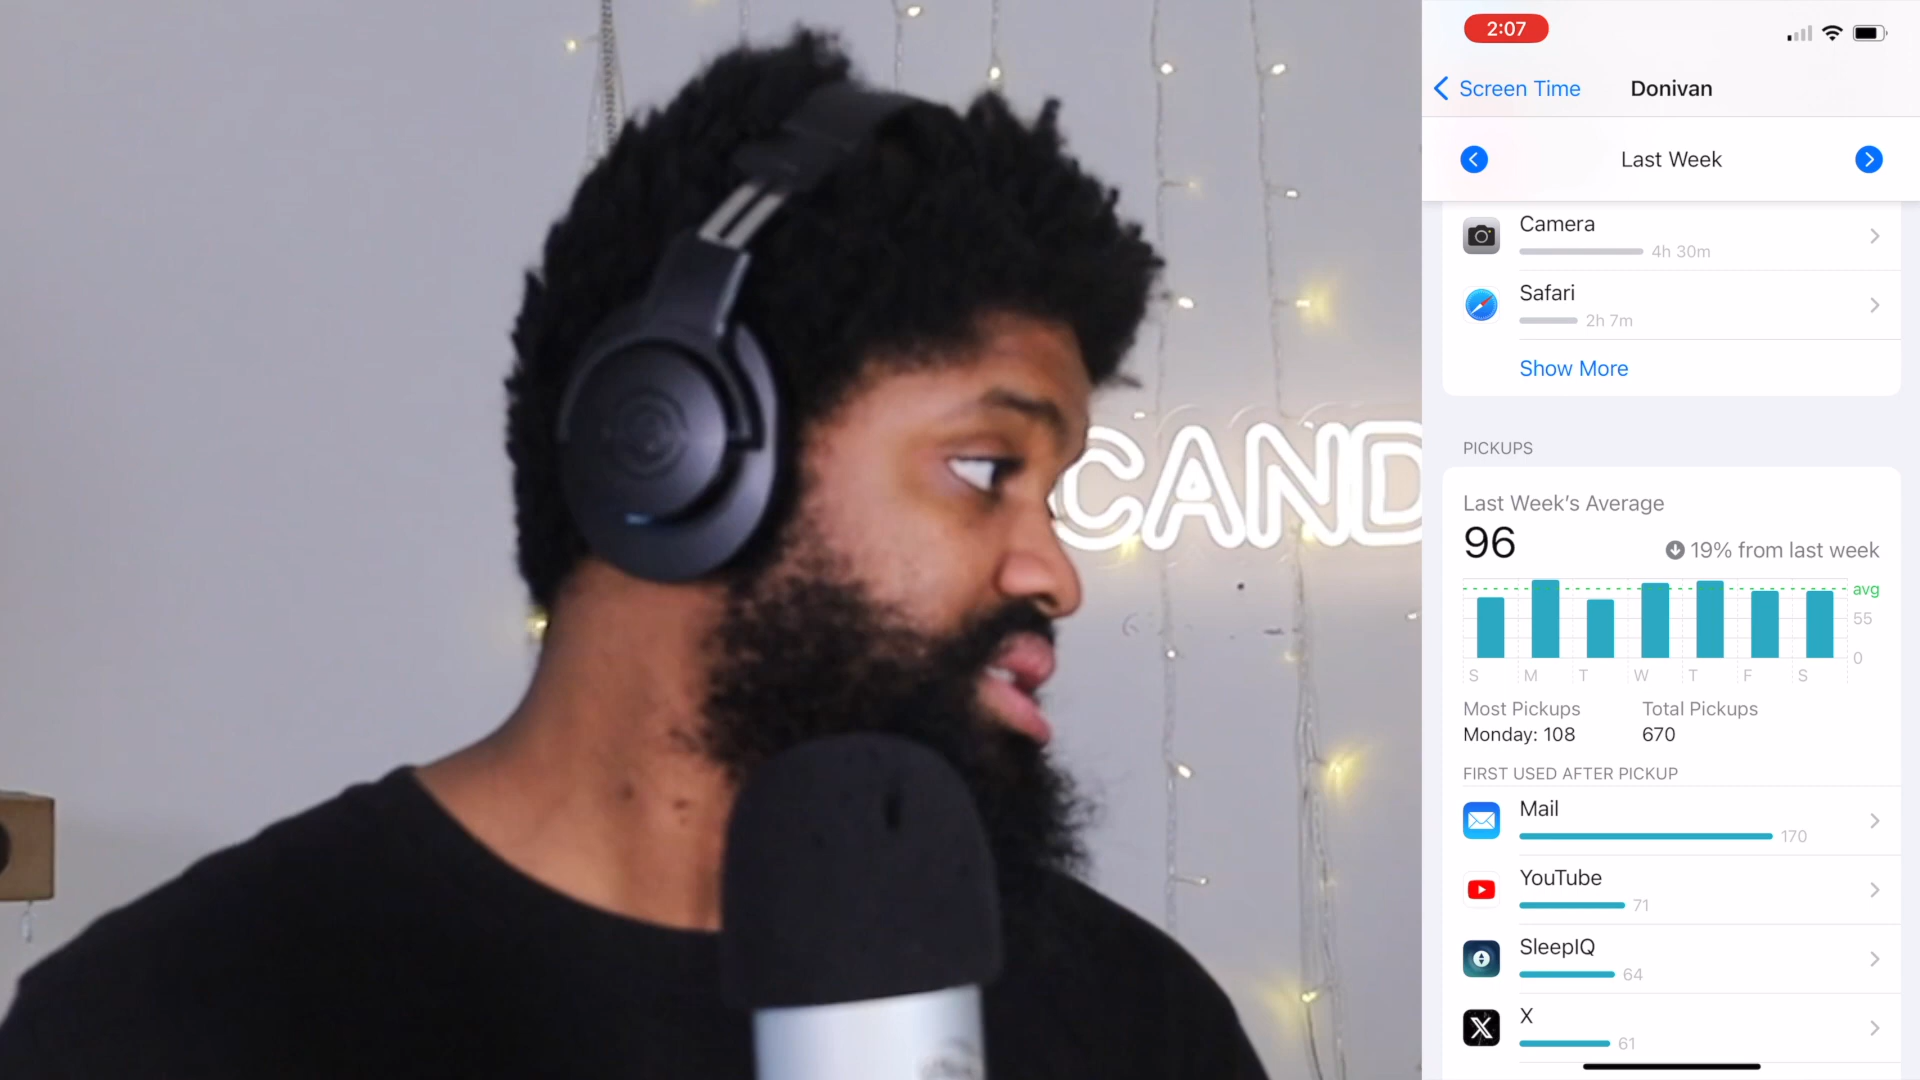 CAND
2:07
Screen Time
Donivan
Last Week
Camera
4h 30m
Safari
2h 7m
Show More
PICKUPS
Last Week's Average
96
19% from last week
avg
55
0
S M T W T F S
Most Pickups Total Pickups
Monday: 108 670
FIRST USED AFTER PICKUP
Mail
170
YouTube
71
SleepIQ
64
X
61